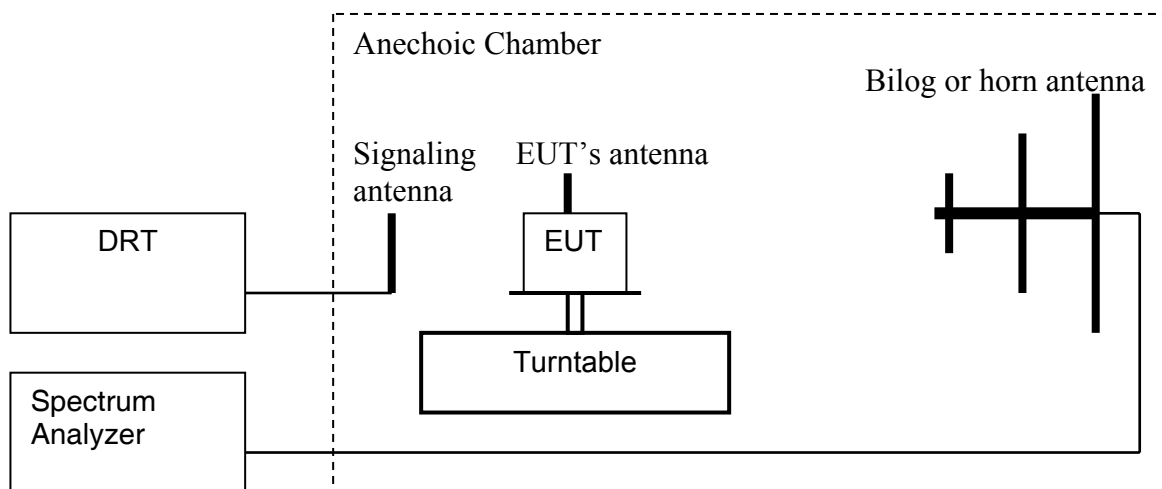 Anechoic Chamber
Bilog or horn antenna
Signaling
antenna
EUT’s antenna
DRT
EUT
Turntable
Spectrum
Analyzer